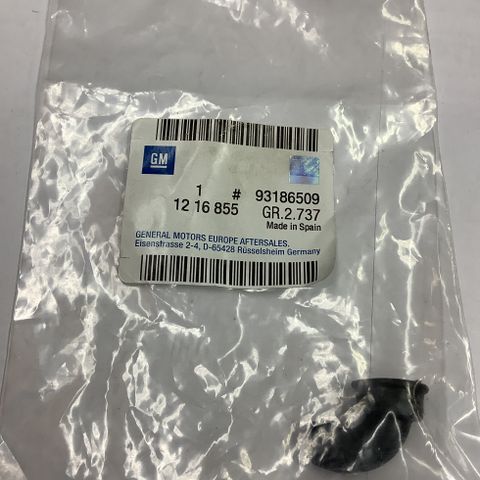 GM
1 # 93186509
12 16 855 GR.2.737
Made in Spain
GENERAL MOTORS EUROPE AFTERSALES.
Eisenstrasse 2-4, D-65428 Rüsselsheim Germany